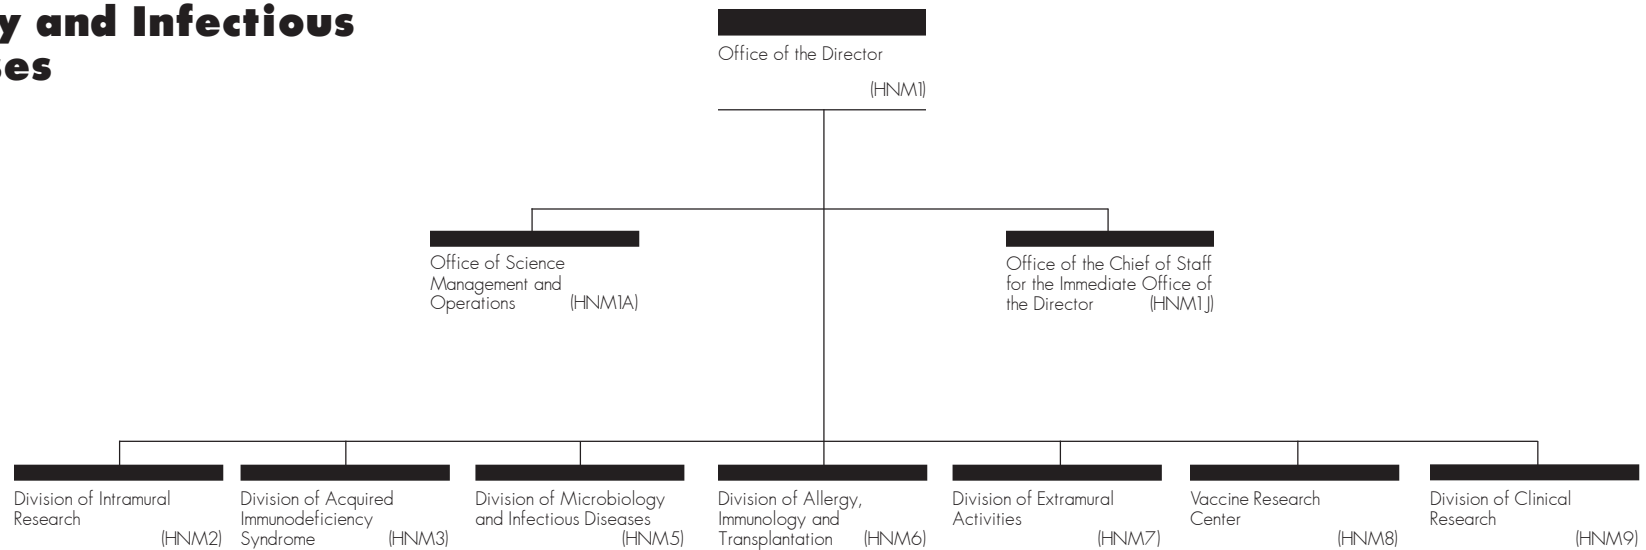 y and Infectious
ses
Office of the Director
(HNM1)
Office of Science
Management and
Operations (HNM1A)
Office of the Chief of Staff
for the Immediate Office of
the Director (HNM1J)
Division of Intramural
Research
(HNM2)
Division of Acquired
Immunodeficiency
Syndrome (HNM3)
Division of Microbiology
and Infectious Diseases
(HNM5)
Division of Allergy,
Immunology and
Transplantation (HNM6)
Division of Extramural
Activities
(HNM7)
Vaccine Research
Center
(HNM8)
Division of Clinical
Research
(HNM9)